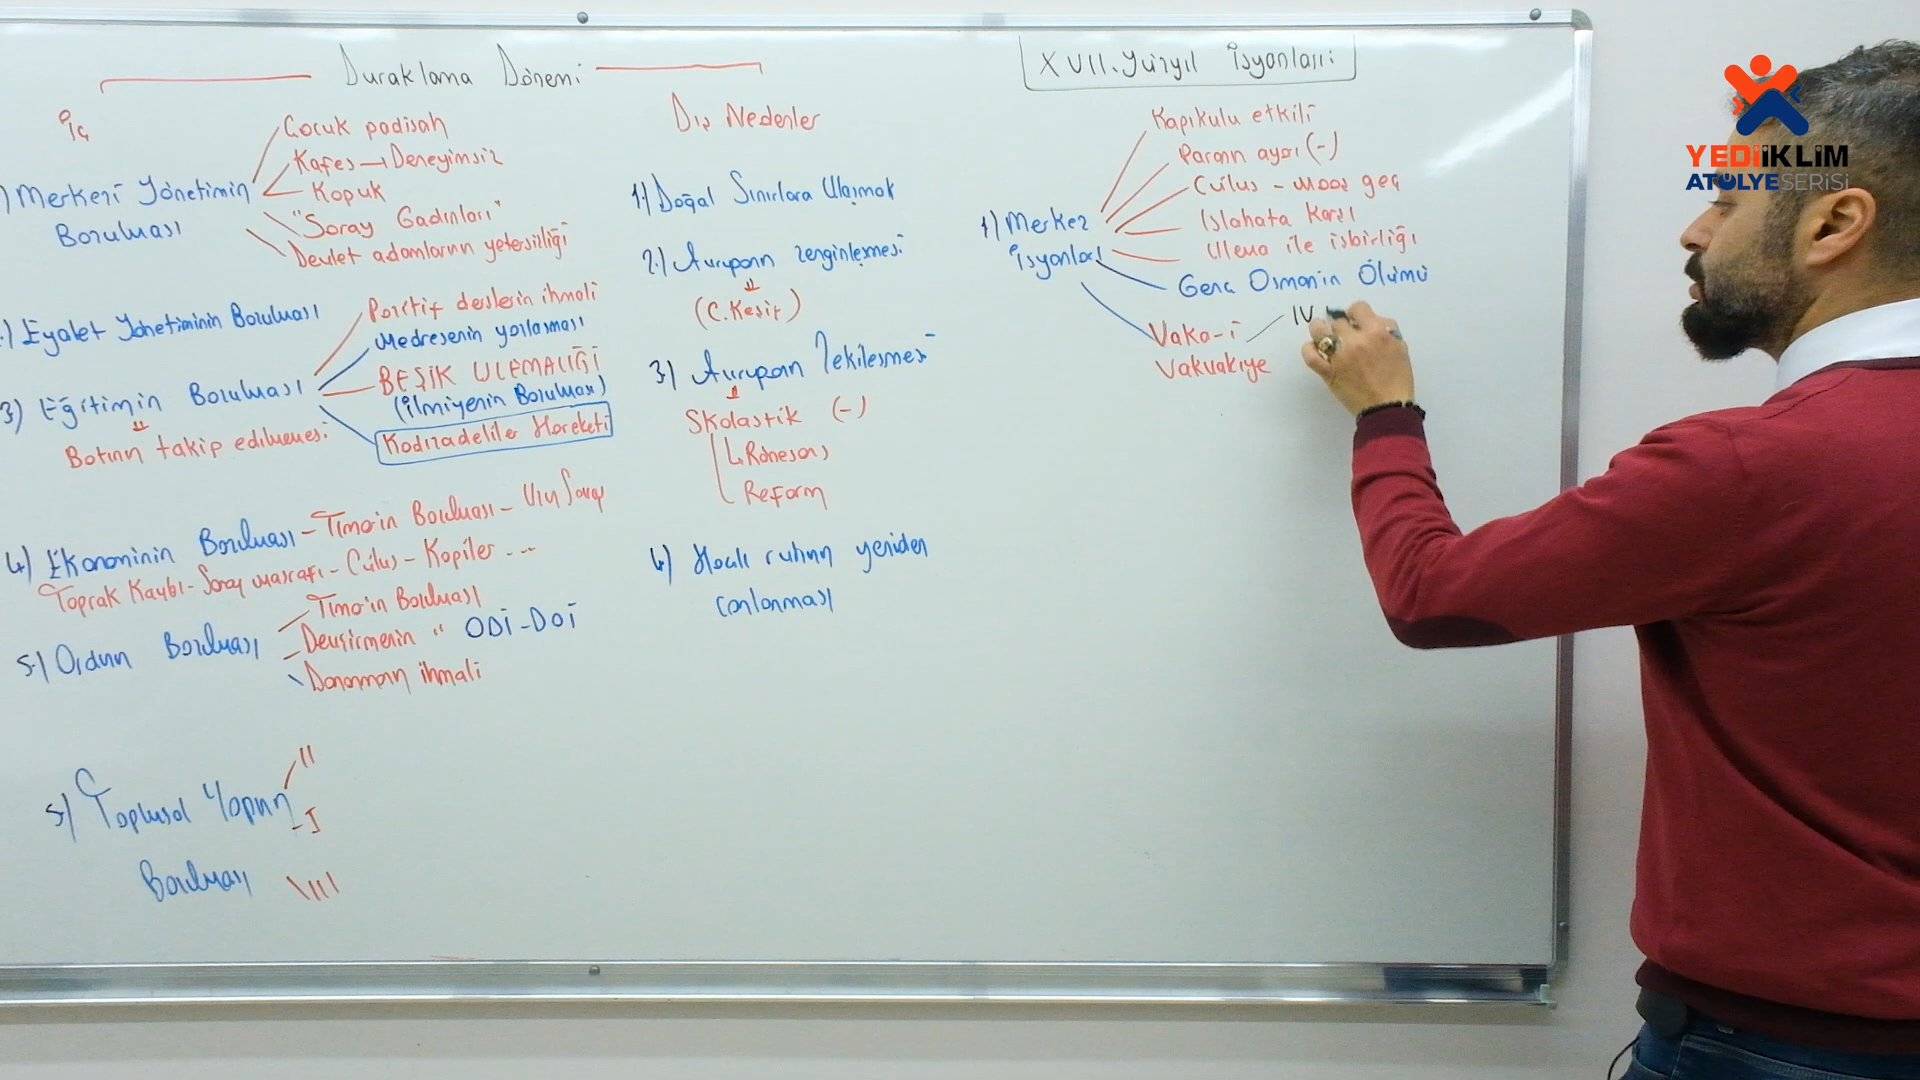 Duraklama Dönemi
İç
1) Merkezi Yönetimin
Bozulması
Çocuk padişah
Kafes → Deneyimsiz
Kopuk
"Saray Gadınları"
Devlet adamlarının yetersizliği
2.) Eyalet Yönetiminin Bozulması
3) Eğitimin Bozulması
Batının takip edilmemesi
Pozitif derslerin ihmali
Medresenin yozlaşması
BEŞİK ULEMALIĞI
(İlmiyenin Bozulması)
Kadızadeliler Hareketi
4) Ekonominin Bozulması - Tımarın Bozulması - Uzun Savaş
Toprak Kaybı - Saray masrafı - Cülus - Kapiler ...
5.) Ordunun Bozulması
Tımarın Bozulması
Devşirmenin " ODİ-DOİ
Donanmanın ihmali
5) Toplusal Yapının
Bozulması
Dış Nedenler
1.) Doğal Sınırlara Ulaşmak
2.) Avrupanın zenginleşmesi
(C. Keşif)
3) Avrupanın
Skolastik (-)
Rönesans
Reform
4) Haçlı ruhunun yeniden
canlanması
XVII. Yüzyıl İsyanları:
1) Merkez
İsyanları
Kapıkulu etkili
Paranın ayarı (-)
Cülus - maaş geç
Islahata Karşı
Ulema ile işbirliği
Genç Osman'ın Ölümü
Vaka-i
Vakvakiye
IV
YEDİİKLİM
ATÖLYE SERİSİ